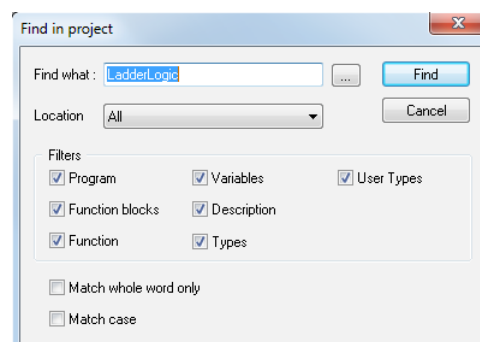 Find in project
Find what : LadderLogic ... Find
Location All Cancel
Filters
Program Variables User Types
Function blocks Description
Function Types
Match whole word only
Match case